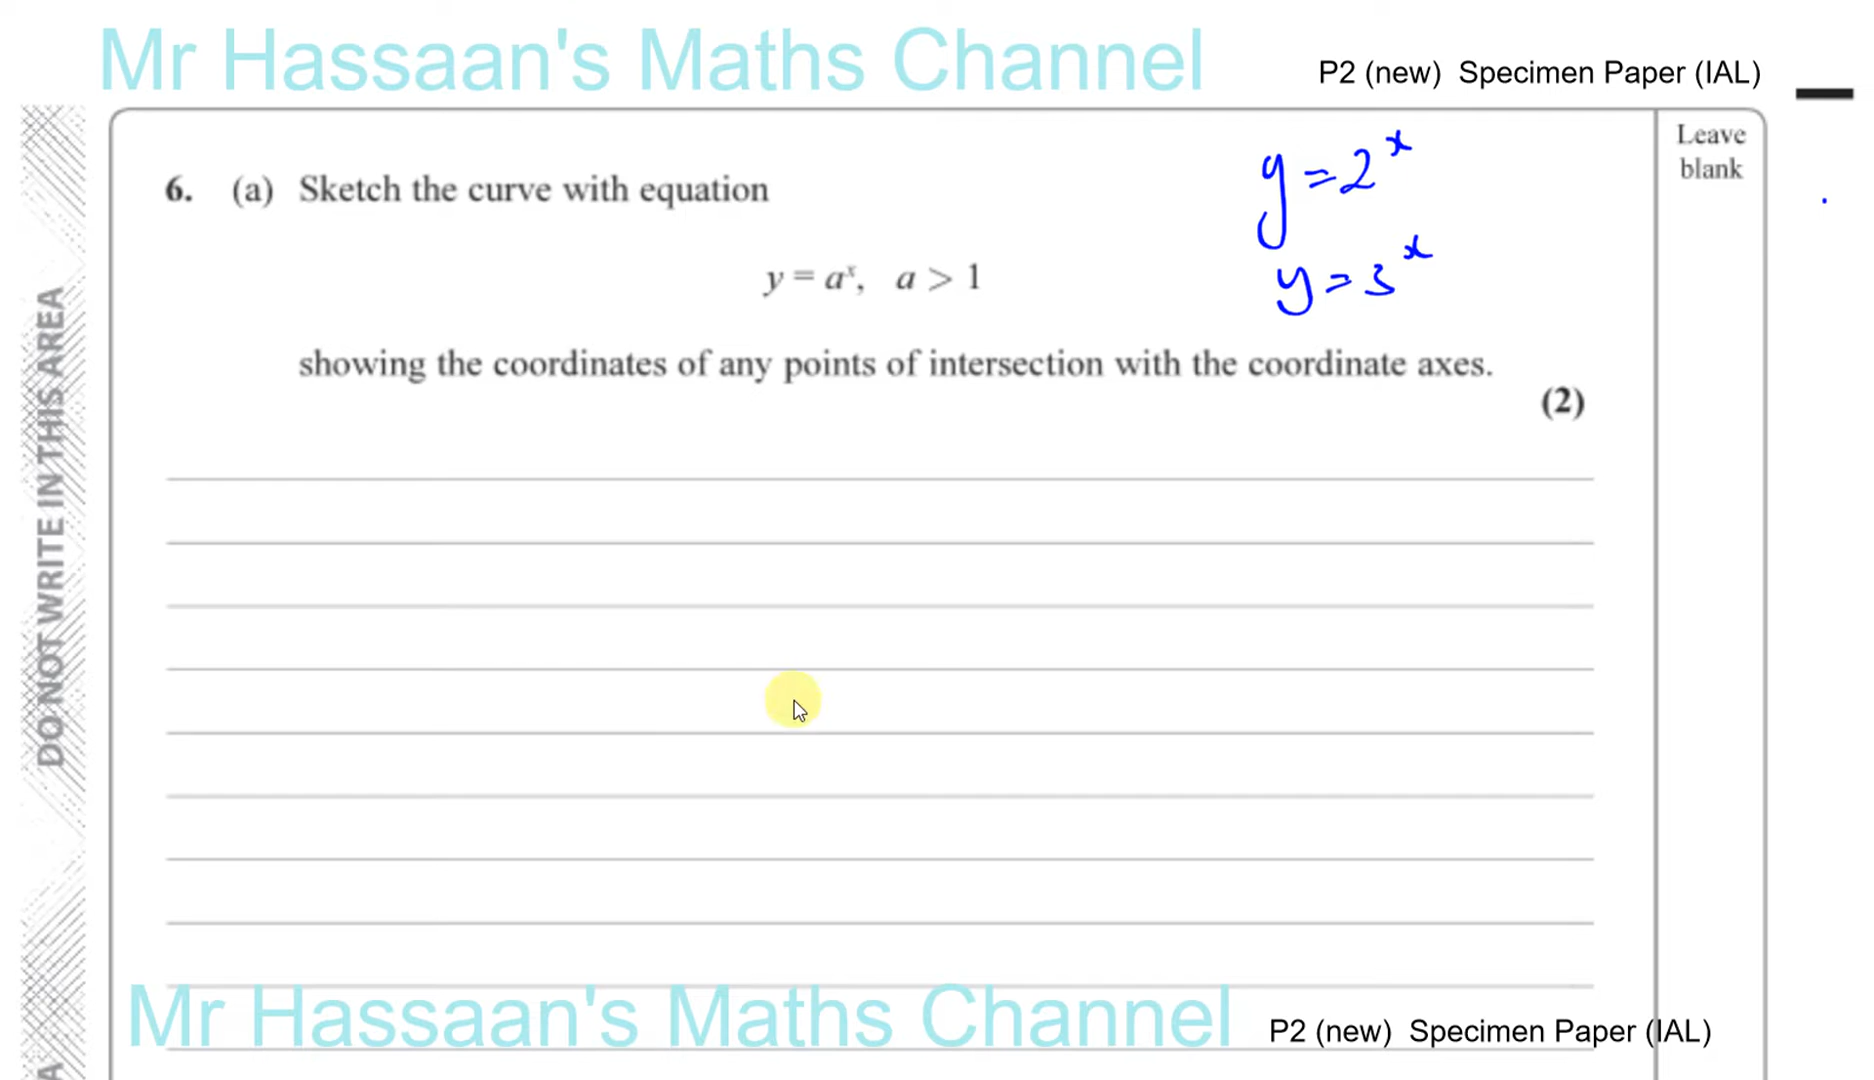 Mr Hassaan's Maths Channel
P2 (new) Specimen Paper (IAL)
Leave
blank
y = 2^x
6. (a) Sketch the curve with equation
y = a^x, a > 1
y = 3^x
showing the coordinates of any points of intersection with the coordinate axes.
(2)
DO NOT WRITE IN THIS AREA
Mr Hassaan's Maths Channel
P2 (new) Specimen Paper (IAL)